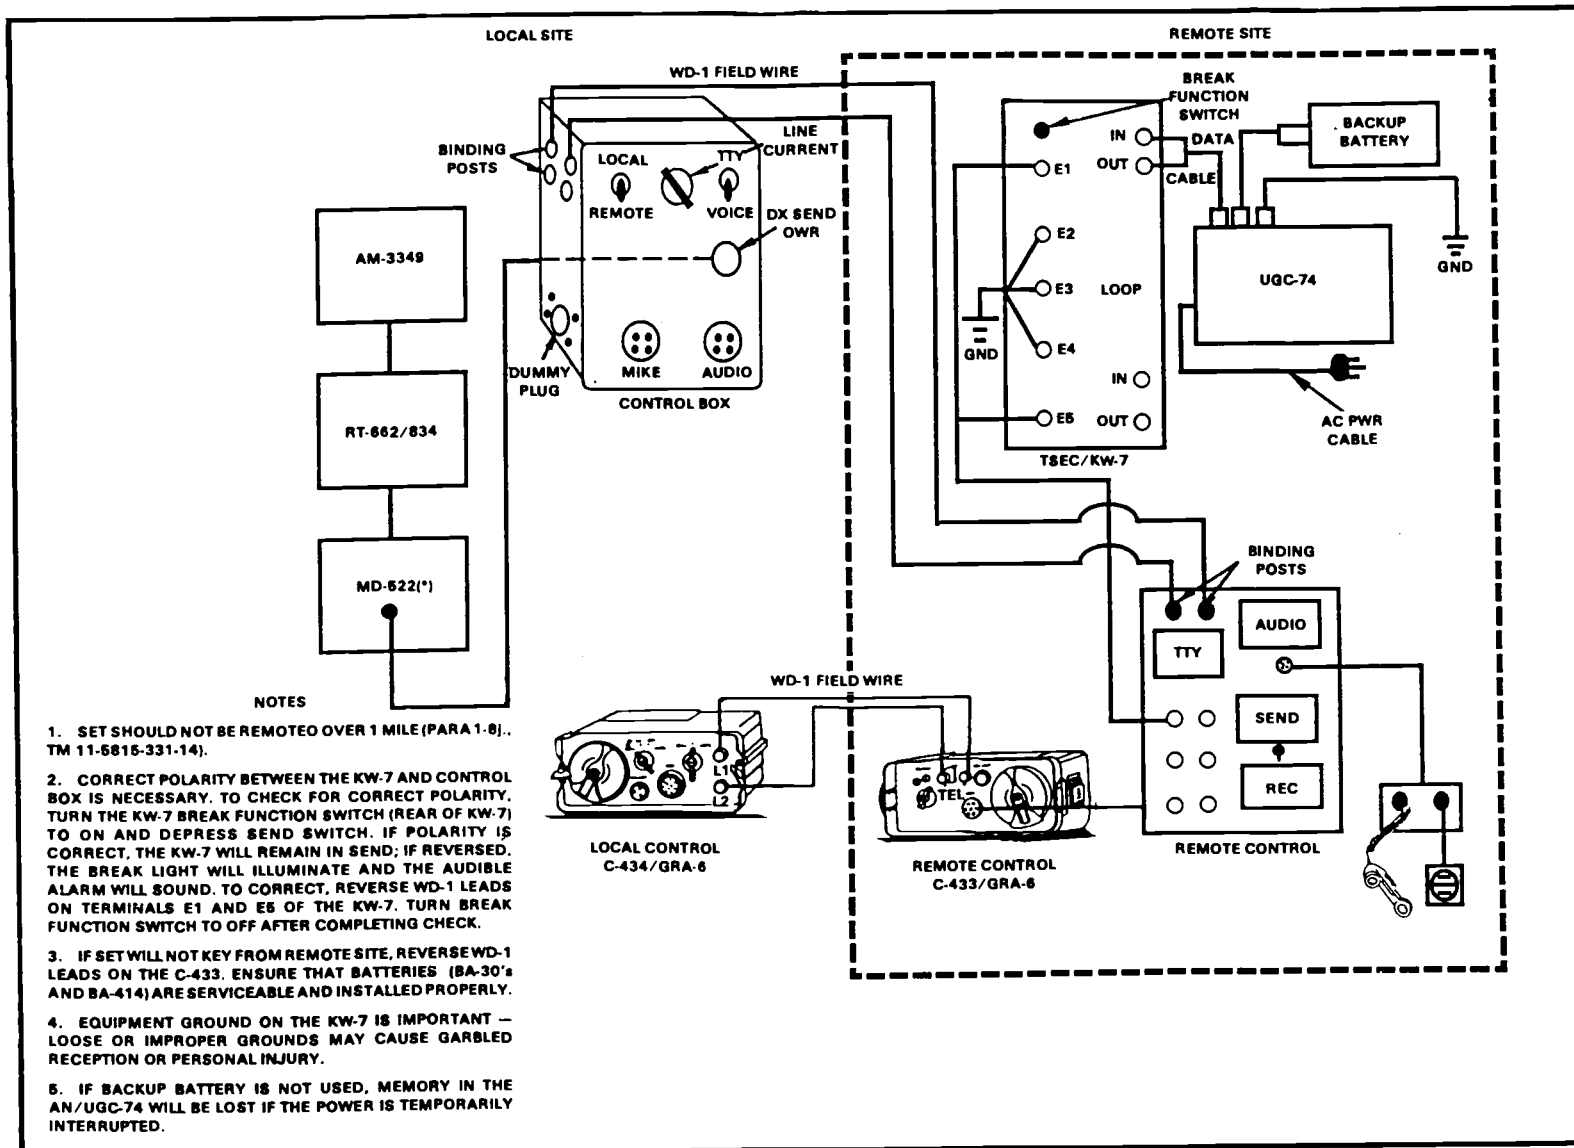 LOCAL SITE
REMOTE SITE
WD-1 FIELD WIRE
BINDING
POSTS
LOCAL
REMOTE
LINE
CURRENT
TTY
VOICE
DX SEND
OWR
DUMMY
PLUG
MIKE
AUDIO
CONTROL BOX
AM-3349
RT-662/834
MD-522(*)
BREAK
FUNCTION
SWITCH
IN
OUT
DATA
CABLE
E1
E2
E3
LOOP
E4
IN
E5
OUT
GND
TSEC/KW-7
BACKUP
BATTERY
GND
UGC-74
AC PWR
CABLE
BINDING
POSTS
TTY
AUDIO
SEND
REC
REMOTE CONTROL
WD-1 FIELD WIRE
L1
L2
LOCAL CONTROL
C-434/GRA-6
TEL
REMOTE CONTROL
C-433/GRA-6
NOTES
1. SET SHOULD NOT BE REMOTED OVER 1 MILE (PARA 1-8j.,
TM 11-5815-331-14).
2. CORRECT POLARITY BETWEEN THE KW-7 AND CONTROL
BOX IS NECESSARY. TO CHECK FOR CORRECT POLARITY,
TURN THE KW-7 BREAK FUNCTION SWITCH (REAR OF KW-7)
TO ON AND DEPRESS SEND SWITCH. IF POLARITY IS
CORRECT, THE KW-7 WILL REMAIN IN SEND; IF REVERSED,
THE BREAK LIGHT WILL ILLUMINATE AND THE AUDIBLE
ALARM WILL SOUND. TO CORRECT, REVERSE WD-1 LEADS
ON TERMINALS E1 AND E5 OF THE KW-7. TURN BREAK
FUNCTION SWITCH TO OFF AFTER COMPLETING CHECK.
3. IF SET WILL NOT KEY FROM REMOTE SITE, REVERSE WD-1
LEADS ON THE C-433. ENSURE THAT BATTERIES (BA-30's
AND BA-414) ARE SERVICEABLE AND INSTALLED PROPERLY.
4. EQUIPMENT GROUND ON THE KW-7 IS IMPORTANT —
LOOSE OR IMPROPER GROUNDS MAY CAUSE GARBLED
RECEPTION OR PERSONAL INJURY.
5. IF BACKUP BATTERY IS NOT USED, MEMORY IN THE
AN/UGC-74 WILL BE LOST IF THE POWER IS TEMPORARILY
INTERRUPTED.